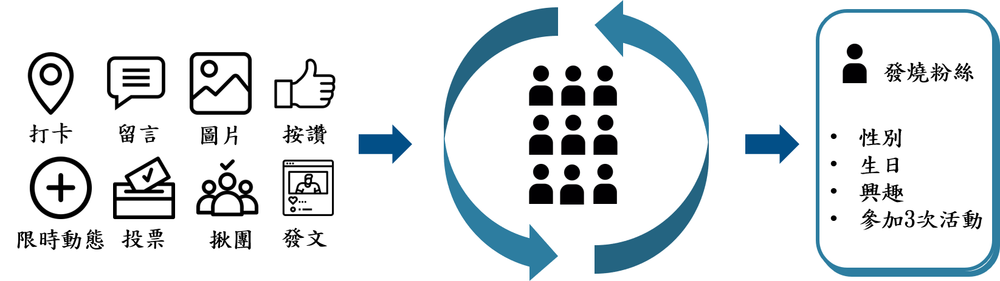 打卡
留言
圖片
按讚
限時動態
投票
揪團
發文
發燒粉絲
• 性別
• 生日
• 興趣
• 參加3次活動